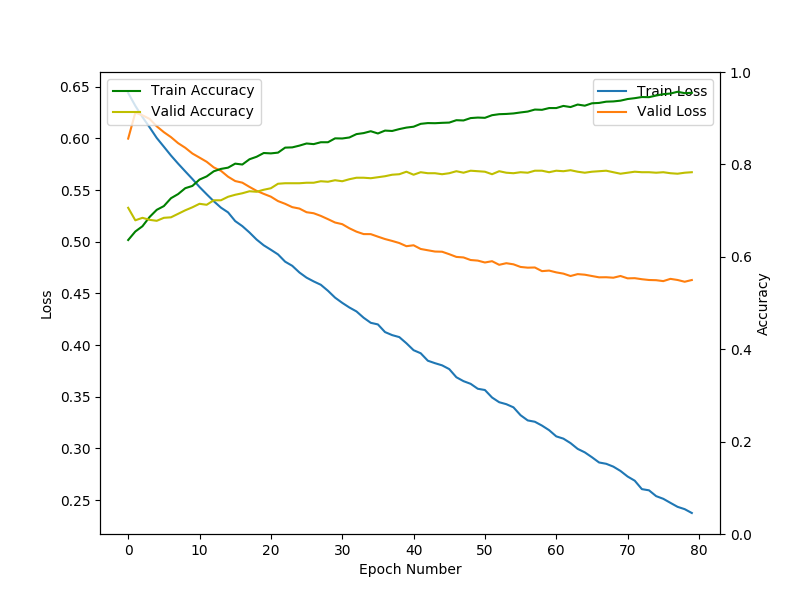 Train Accuracy
Valid Accuracy
Train Loss
Valid Loss
0.65
0.60
0.55
0.50
0.45
0.40
0.35
0.30
0.25
Loss
1.0
0.8
0.6
0.4
0.2
0.0
Accuracy
0 10 20 30 40 50 60 70 80
Epoch Number